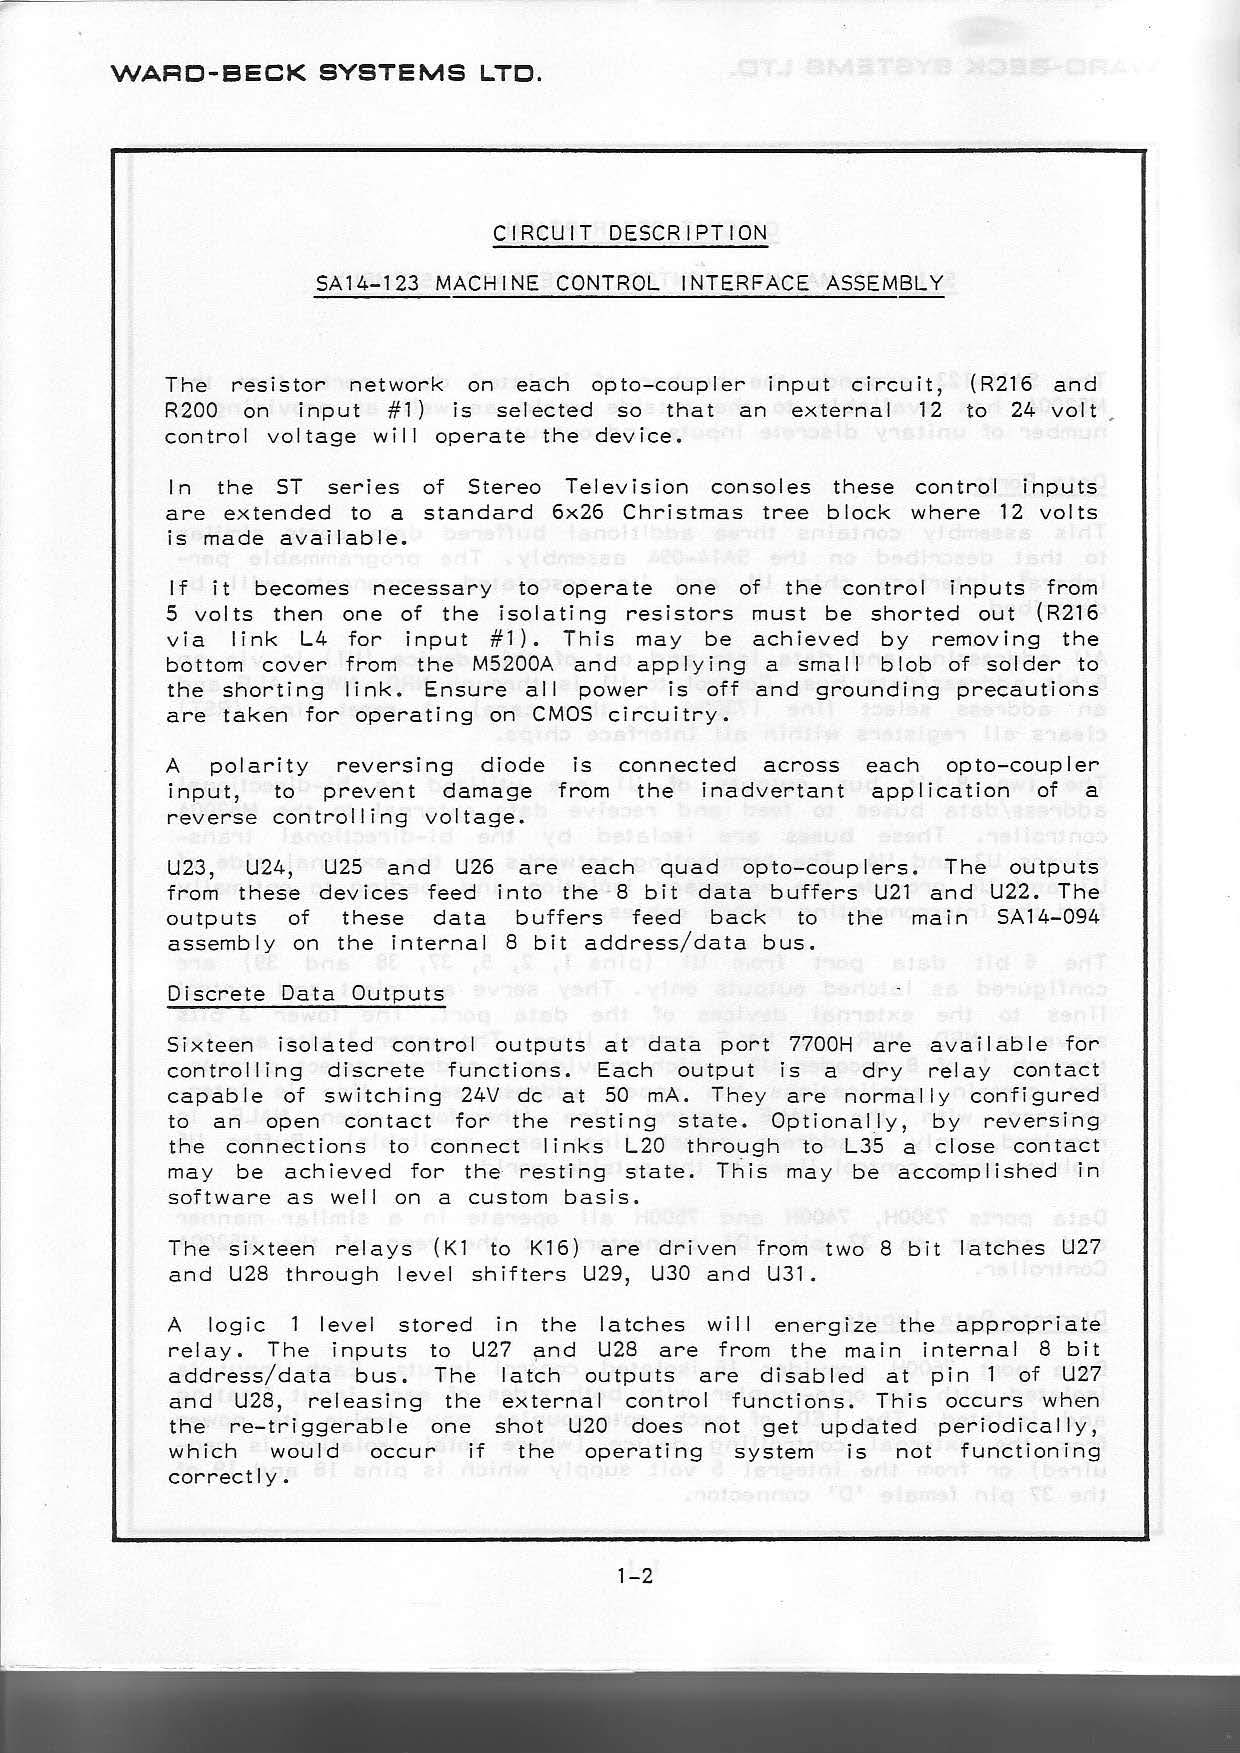 WARD-BECK SYSTEMS LTD.
CIRCUIT DESCRIPTION
SA14-123 MACHINE CONTROL INTERFACE ASSEMBLY
The resistor network on each opto-coupler input circuit, (R216 and
R200 on input #1) is selected so that an external 12 to 24 volt
control voltage will operate the device.
In the ST series of Stereo Television consoles these control inputs
are extended to a standard 6x26 Christmas tree block where 12 volts
is made available.
If it becomes necessary to operate one of the control inputs from
5 volts then one of the isolating resistors must be shorted out (R216
via link L4 for input #1). This may be achieved by removing the
bottom cover from the M5200A and applying a small blob of solder to
the shorting link. Ensure all power is off and grounding precautions
are taken for operating on CMOS circuitry.
A polarity reversing diode is connected across each opto-coupler
input, to prevent damage from the inadvertant application of a
reverse controlling voltage.
U23, U24, U25 and U26 are each quad opto-couplers. The outputs
from these devices feed into the 8 bit data buffers U21 and U22. The
outputs of these data buffers feed back to the main SA14-094
assembly on the internal 8 bit address/data bus.
Discrete Data Outputs
Sixteen isolated control outputs at data port 7700H are available for
controlling discrete functions. Each output is a dry relay contact
capable of switching 24V dc at 50 mA. They are normally configured
to an open contact for the resting state. Optionally, by reversing
the connections to connect links L20 through to L35 a close contact
may be achieved for the resting state. This may be accomplished in
software as well on a custom basis.
The sixteen relays (K1 to K16) are driven from two 8 bit latches U27
and U28 through level shifters U29, U30 and U31.
A logic 1 level stored in the latches will energize the appropriate
relay. The inputs to U27 and U28 are from the main internal 8 bit
address/data bus. The latch outputs are disabled at pin 1 of U27
and U28, releasing the external control functions. This occurs when
the re-triggerable one shot U20 does not get updated periodically,
which would occur if the operating system is not functioning
correctly.
1-2